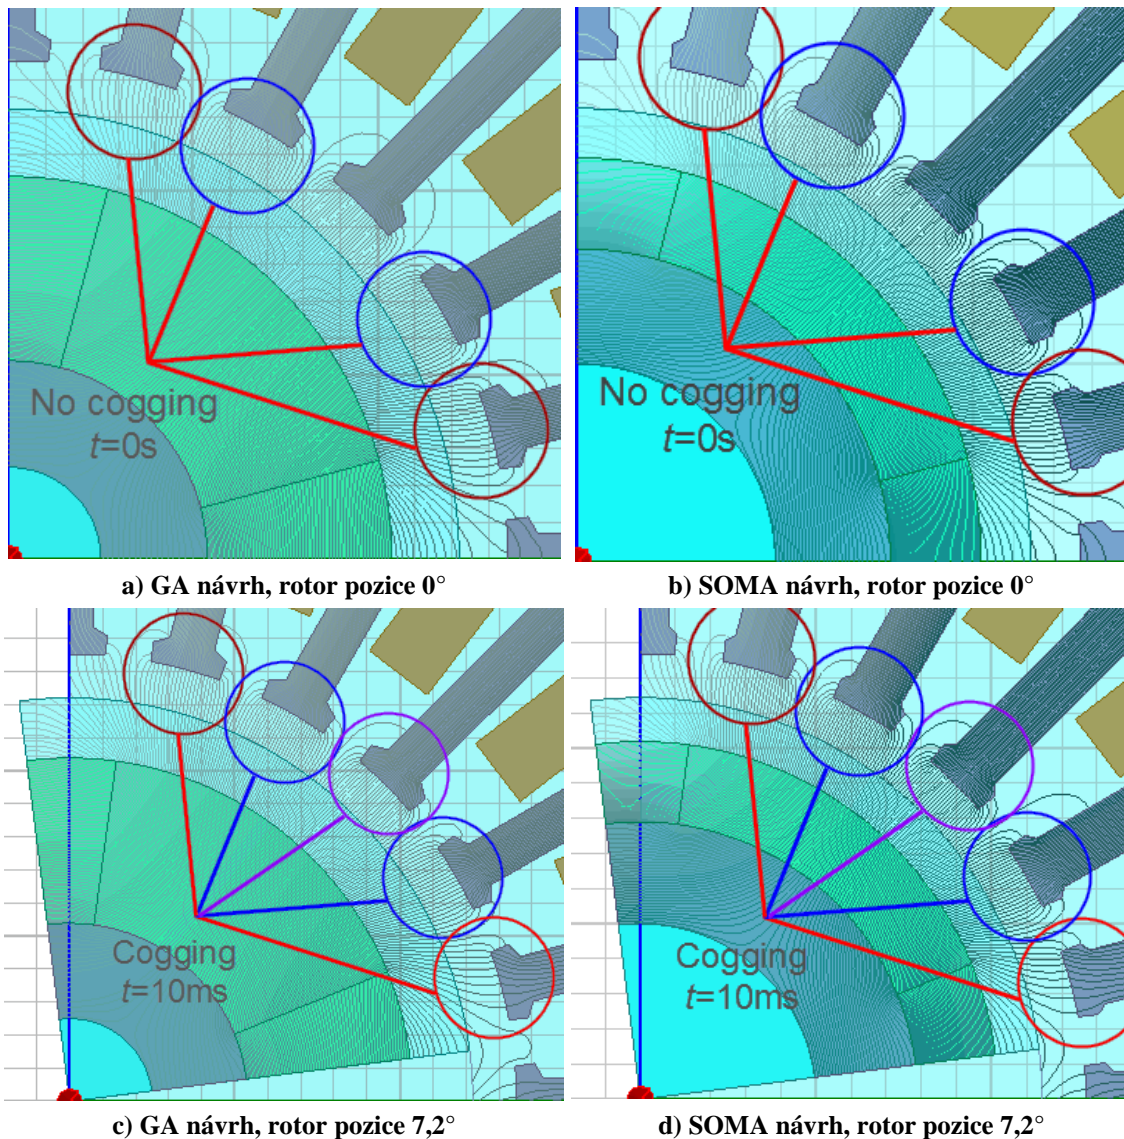 No cogging
t=0s
No cogging
t=0s
a) GA návrh, rotor pozice 0°
b) SOMA návrh, rotor pozice 0°
Cogging
t=10ms
Cogging
t=10ms
c) GA návrh, rotor pozice 7,2°
d) SOMA návrh, rotor pozice 7,2°